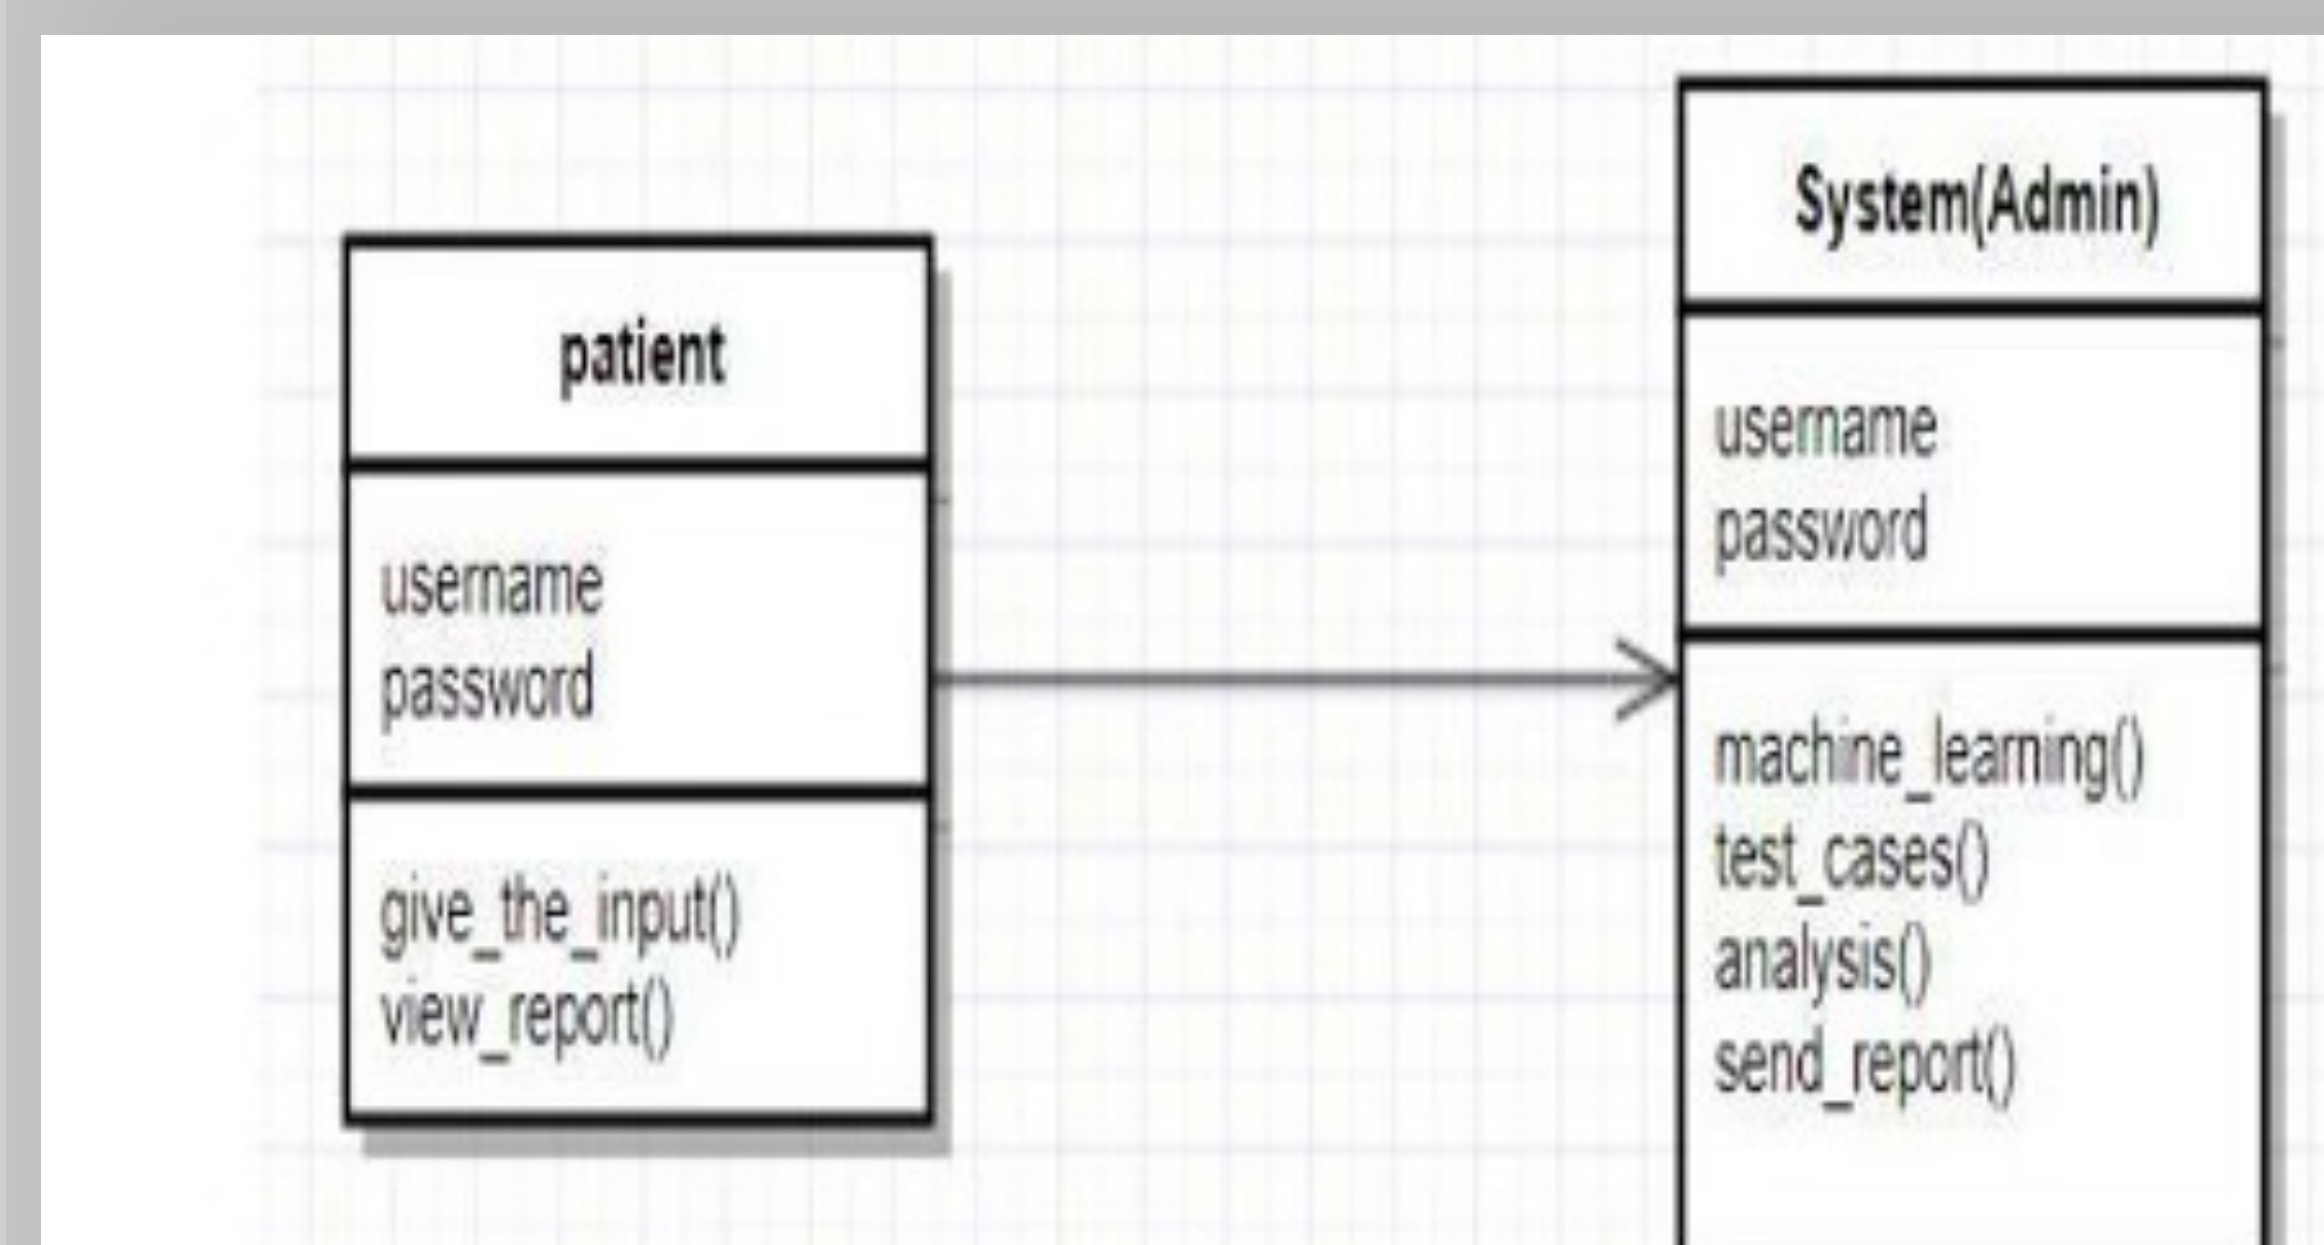 patient
username
password
give_the_input()
view_report()
System(Admin)
username
password
machine_learning()
test_cases()
analysis()
send_report()